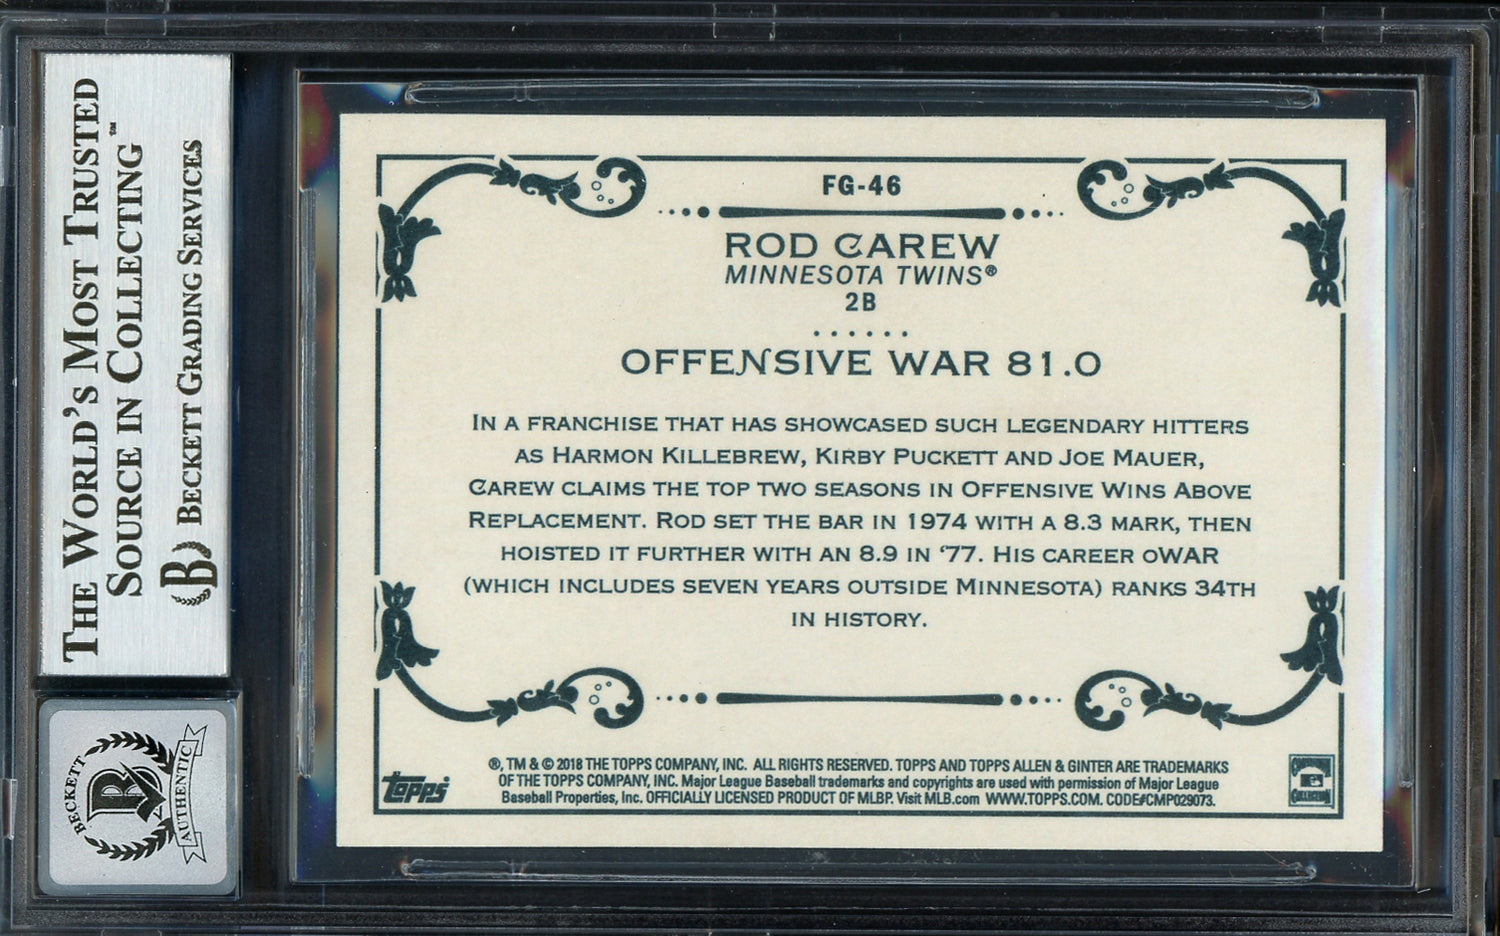 THE WORLD'S MOST TRUSTED
SOURCE IN COLLECTING™
BECKETT GRADING SERVICES
B
BECKETT
B
AUTHENTIC
FG-46
ROD CAREW
MINNESOTA TWINS®
2B
OFFENSIVE WAR 81.0
IN A FRANCHISE THAT HAS SHOWCASED SUCH LEGENDARY HITTERS
AS HARMON KILLEBREW, KIRBY PUCKETT AND JOE MAUER,
CAREW CLAIMS THE TOP TWO SEASONS IN OFFENSIVE WINS ABOVE
REPLACEMENT. ROD SET THE BAR IN 1974 WITH A 8.3 MARK, THEN
HOISTED IT FURTHER WITH AN 8.9 IN '77. HIS CAREER OWAR
(WHICH INCLUDES SEVEN YEARS OUTSIDE MINNESOTA) RANKS 34TH
IN HISTORY.
Topps
®, TM & © 2018 THE TOPPS COMPANY, INC. ALL RIGHTS RESERVED. TOPPS AND TOPPS ALLEN & GINTER ARE TRADEMARKS
OF THE TOPPS COMPANY, INC. Major League Baseball trademarks and copyrights are used with permission of Major League
Baseball Properties, Inc. OFFICIALLY LICENSED PRODUCT OF MLBP. Visit MLB.com WWW.TOPPS.COM. CODE#CMP029073.